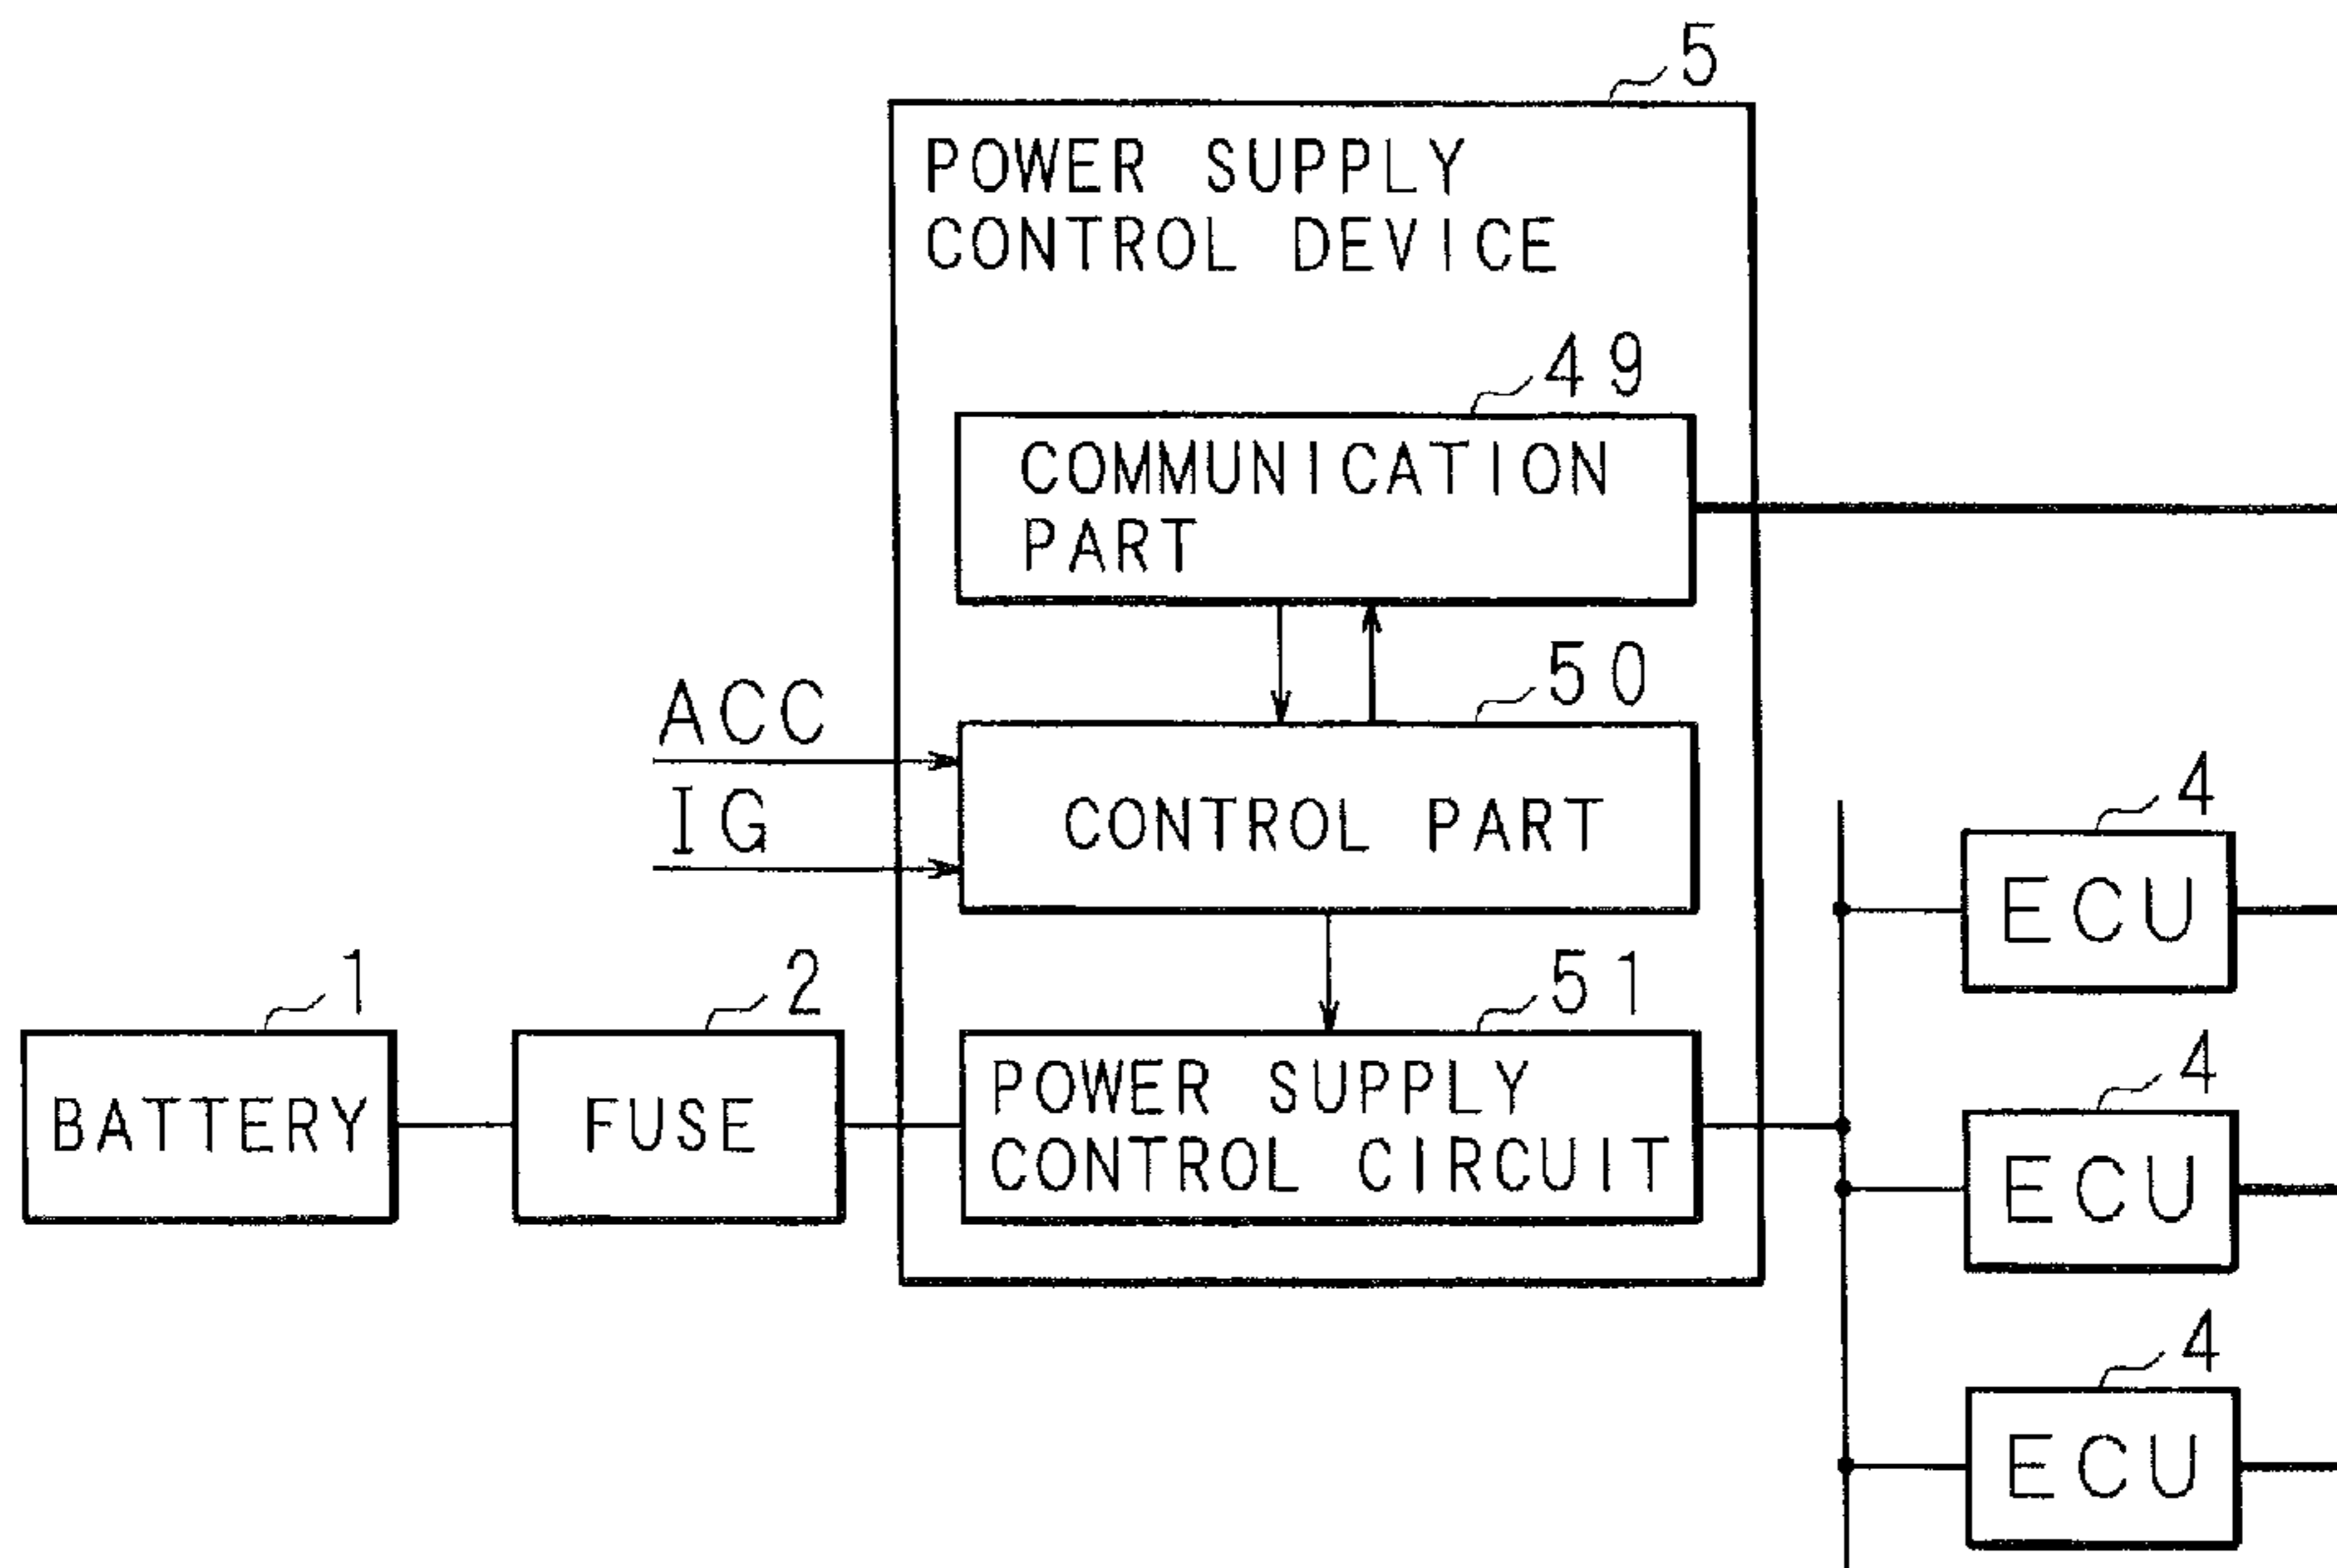 5
POWER SUPPLY
CONTROL DEVICE
49
COMMUNICATION
PART
50
ACC
IG
CONTROL PART
4
ECU
1
2
51
BATTERY
FUSE
POWER SUPPLY
CONTROL CIRCUIT
4
ECU
4
ECU